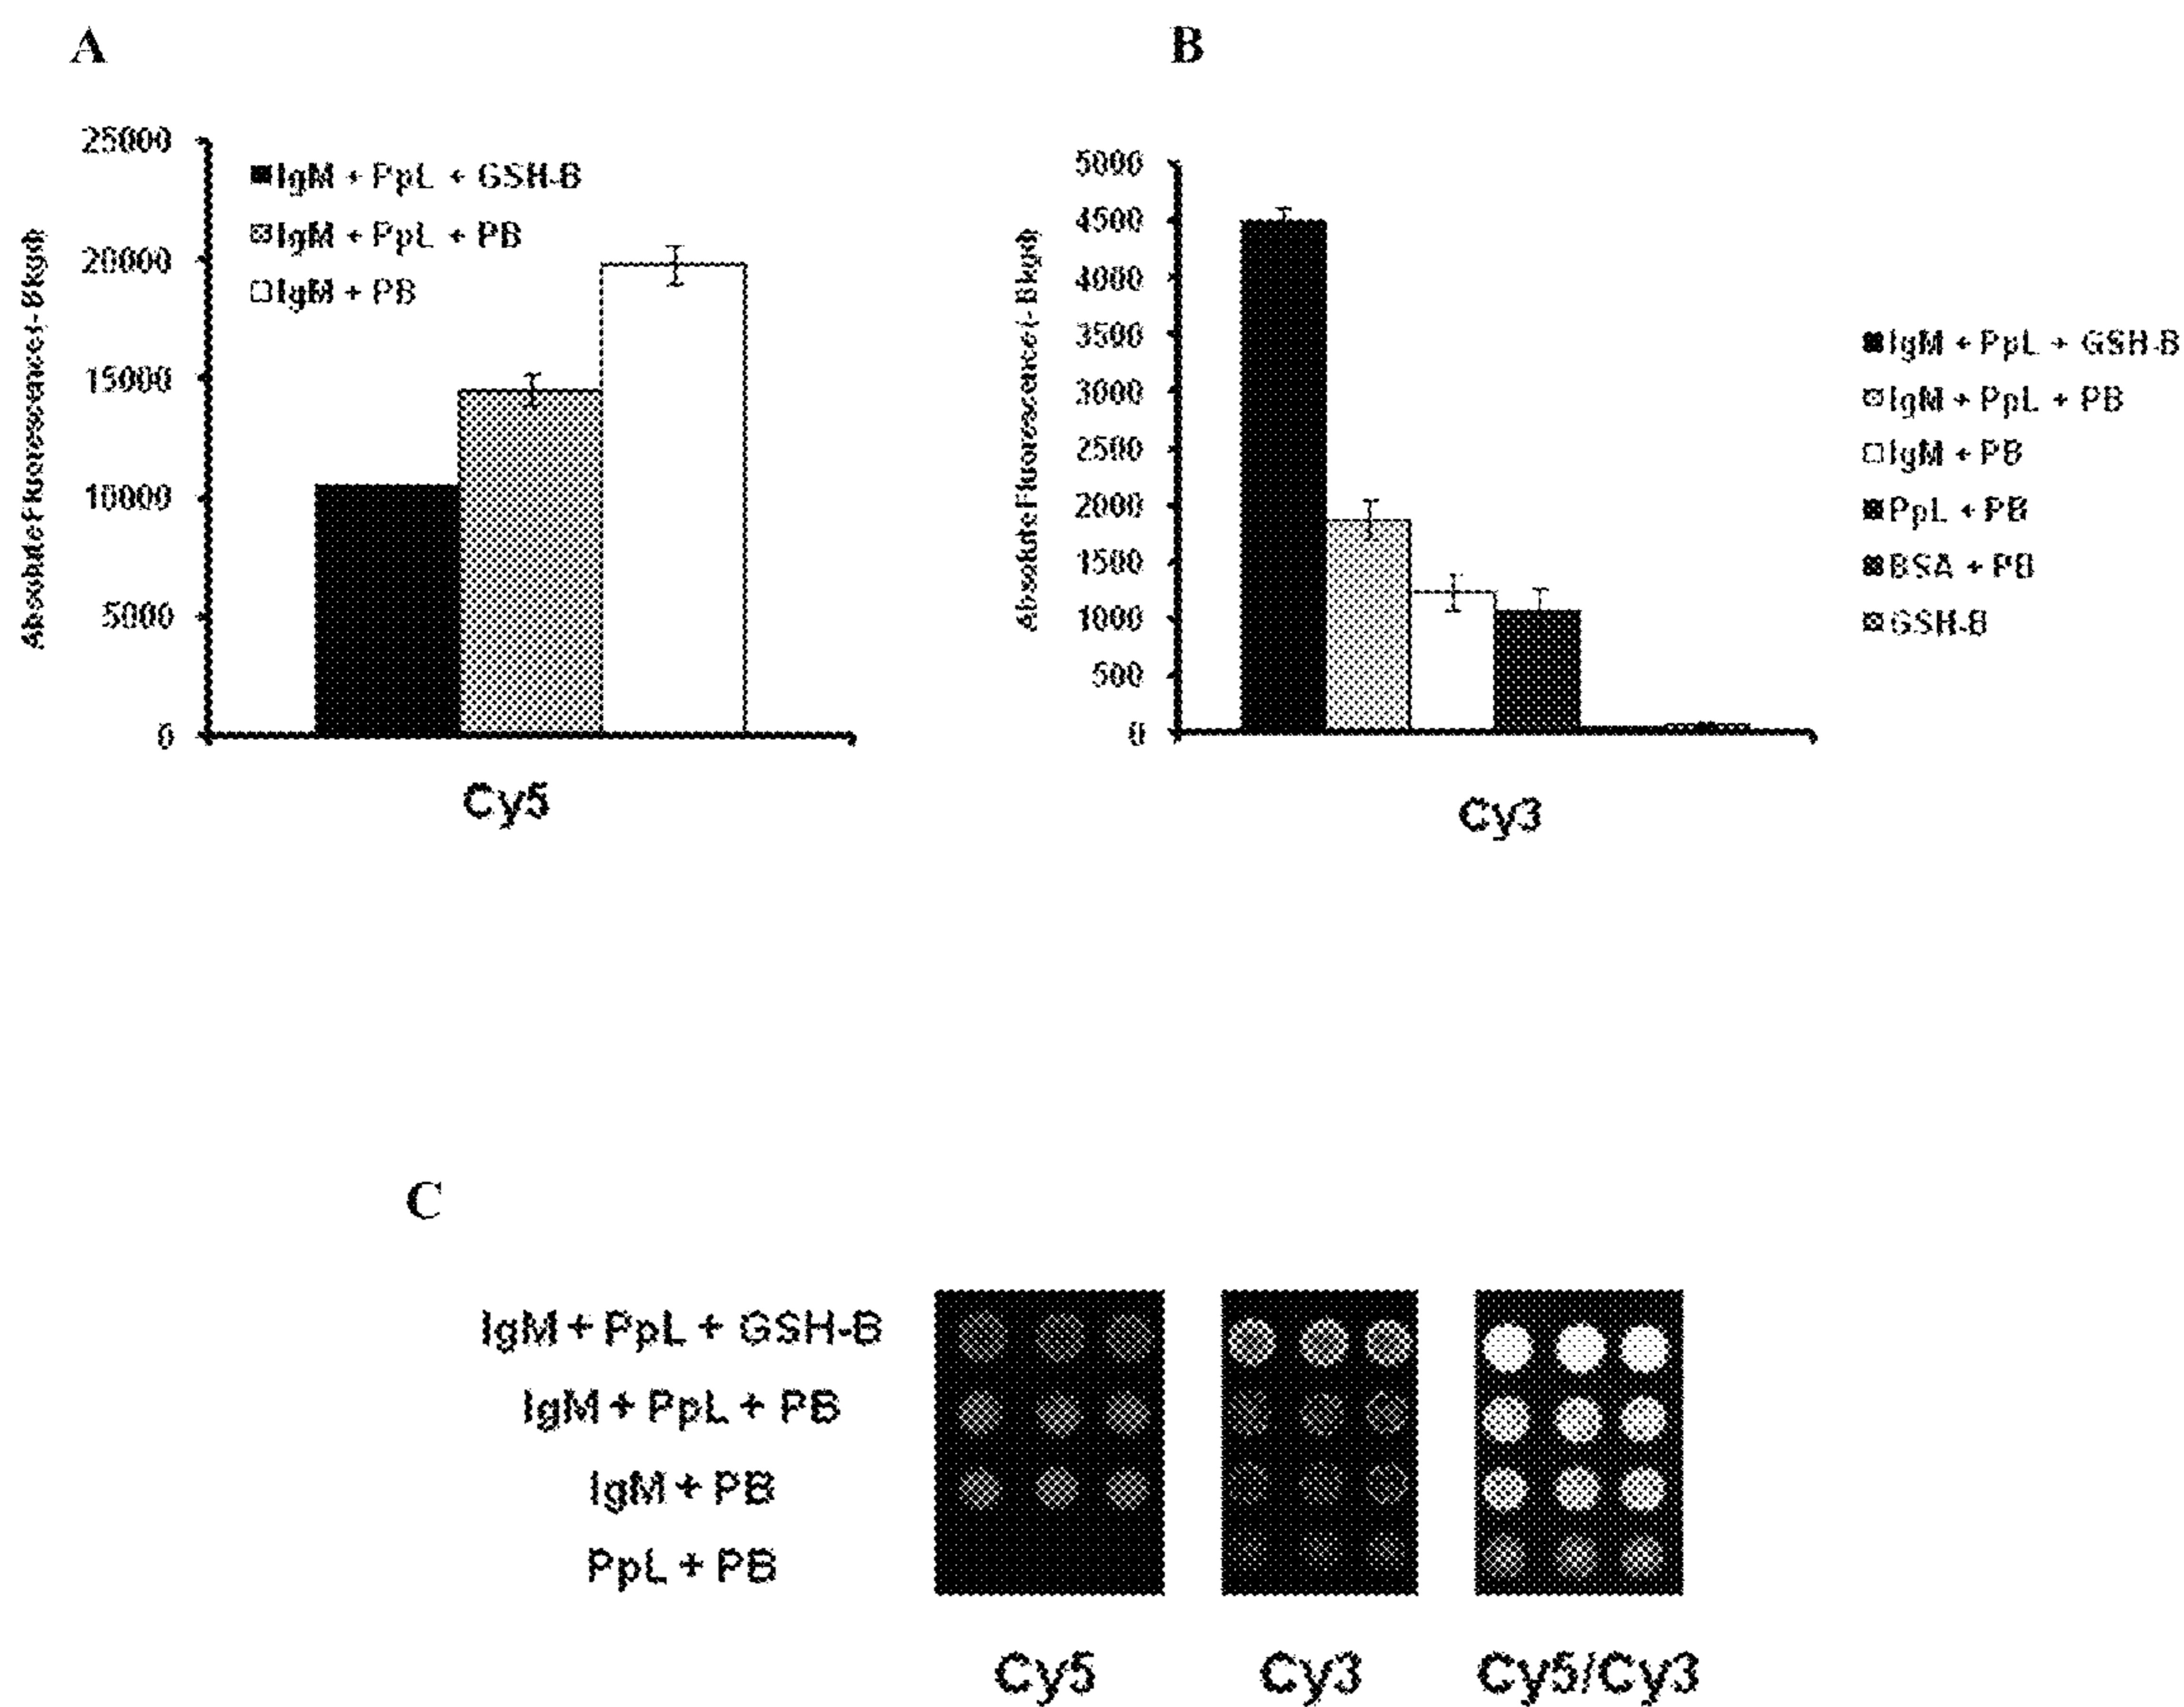 A
Absolute Fluorescence (- Bkgd)
25000
20000
15000
10000
5000
0
IgM + PpL + GSH-B
IgM + PpL + PB
IgM + PB
Cy5
B
Absolute Fluorescence (- Bkgd)
5000
4500
4000
3500
3000
2500
2000
1500
1000
500
0
IgM + PpL + GSH-B
IgM + PpL + PB
IgM + PB
PpL + PB
BSA + PB
GSH-B
Cy3
C
IgM + PpL + GSH-B
IgM + PpL + PB
IgM + PB
PpL + PB
Cy5
Cy3
Cy5/Cy3